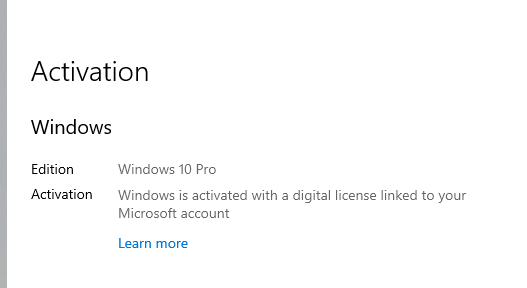 Activation
Windows
Edition Windows 10 Pro
Activation Windows is activated with a digital license linked to your
Microsoft account
Learn more